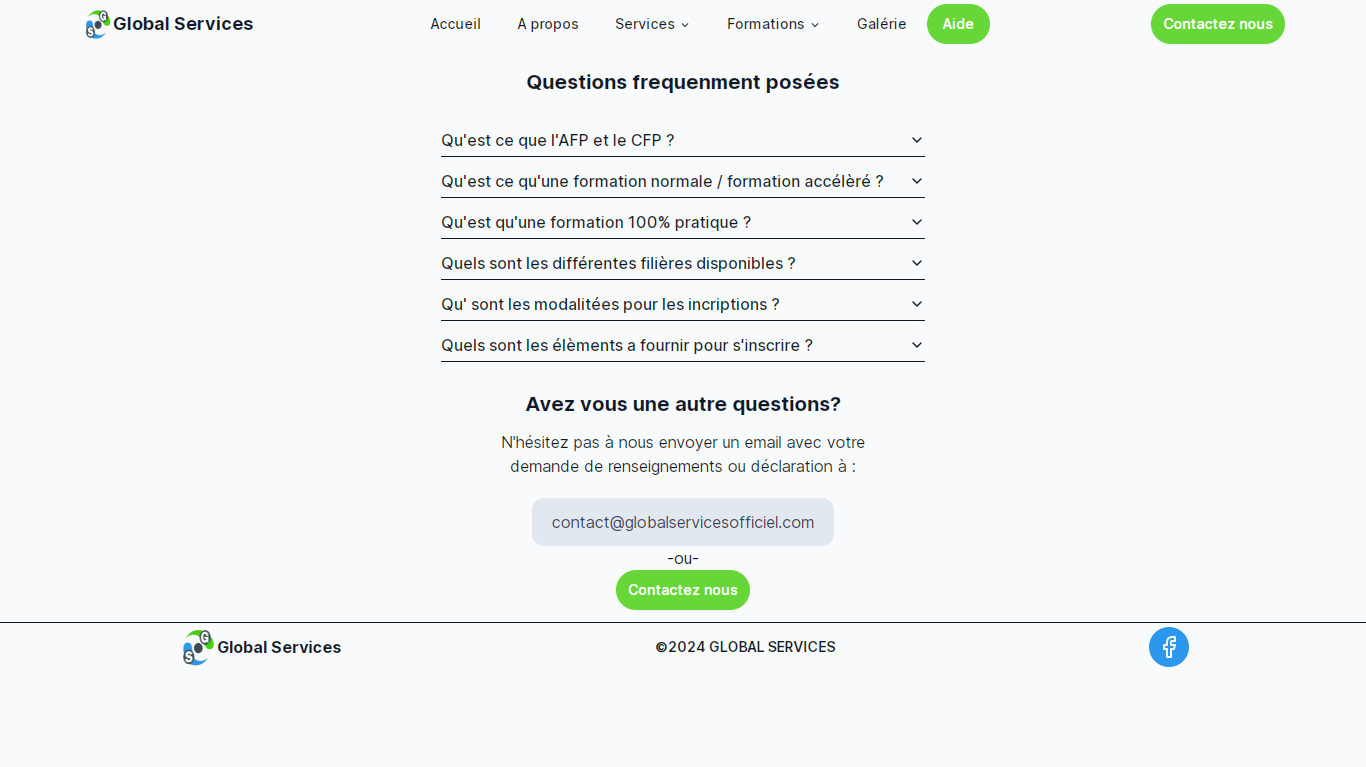 Global Services
Accueil
A propos
Services
Formations
Galérie
Aide
Contactez nous
Questions frequenment posées
Qu'est ce que l'AFP et le CFP ?
Qu'est ce qu'une formation normale / formation accélèré ?
Qu'est qu'une formation 100% pratique ?
Quels sont les différentes filières disponibles ?
Qu' sont les modalitées pour les incriptions ?
Quels sont les élèments a fournir pour s'inscrire ?
Avez vous une autre questions?
N'hésitez pas à nous envoyer un email avec votre
demande de renseignements ou déclaration à :
contact@globalservicesofficiel.com
-ou-
Contactez nous
Global Services
©2024 GLOBAL SERVICES